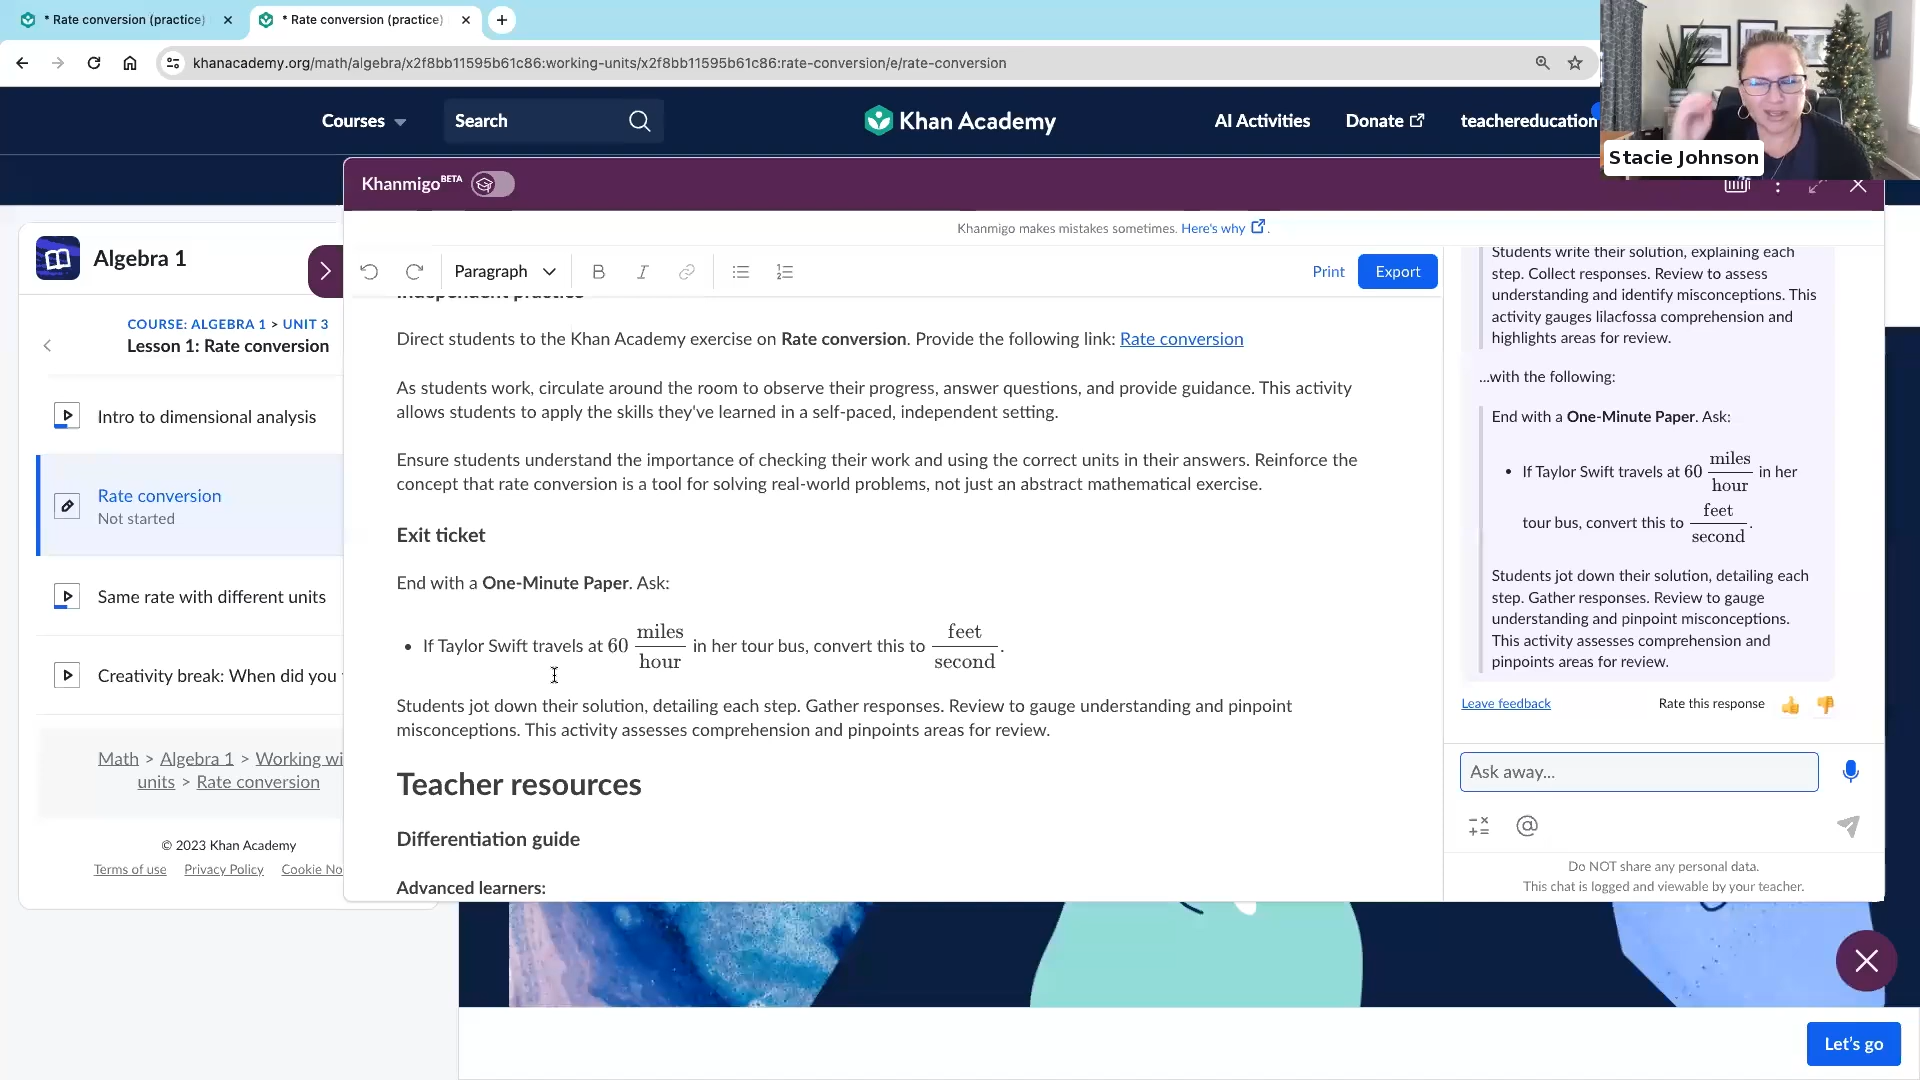 * Rate conversion (practice)
* Rate conversion (practice)
khanacademy.org/math/algebra/x2f8bb11595b61c86:working-units/x2f8bb11595b61c86:rate-conversion/e/rate-conversion
Courses
Search
Khan Academy
AI Activities
Donate
teachereducation
Stacie Johnson
Khanmigo BETA
Khanmigo makes mistakes sometimes. Here's why.
Algebra 1
COURSE: ALGEBRA 1 > UNIT 3
Lesson 1: Rate conversion
Intro to dimensional analysis
Rate conversion
Not started
Same rate with different units
Creativity break: When did you
Math > Algebra 1 > Working wi
units > Rate conversion
© 2023 Khan Academy
Terms of use Privacy Policy Cookie No
Paragraph
B
I
Print
Export
Independent practice
Direct students to the Khan Academy exercise on Rate conversion. Provide the following link: Rate conversion
As students work, circulate around the room to observe their progress, answer questions, and provide guidance. This activity
allows students to apply the skills they've learned in a self-paced, independent setting.
Ensure students understand the importance of checking their work and using the correct units in their answers. Reinforce the
concept that rate conversion is a tool for solving real-world problems, not just an abstract mathematical exercise.
Exit ticket
End with a One-Minute Paper. Ask:
• If Taylor Swift travels at 60 miles/hour in her tour bus, convert this to feet/second.
Students jot down their solution, detailing each step. Gather responses. Review to gauge understanding and pinpoint
misconceptions. This activity assesses comprehension and pinpoints areas for review.
Teacher resources
Differentiation guide
Advanced learners:
Students write their solution, explaining each
step. Collect responses. Review to assess
understanding and identify misconceptions. This
activity gauges lilacfossa comprehension and
highlights areas for review.
...with the following:
End with a One-Minute Paper. Ask:
• If Taylor Swift travels at 60 miles/hour in her
tour bus, convert this to feet/second.
Students jot down their solution, detailing each
step. Gather responses. Review to gauge
understanding and pinpoint misconceptions.
This activity assesses comprehension and
pinpoints areas for review.
Leave feedback
Rate this response
Ask away...
Do NOT share any personal data.
This chat is logged and viewable by your teacher.
Let's go